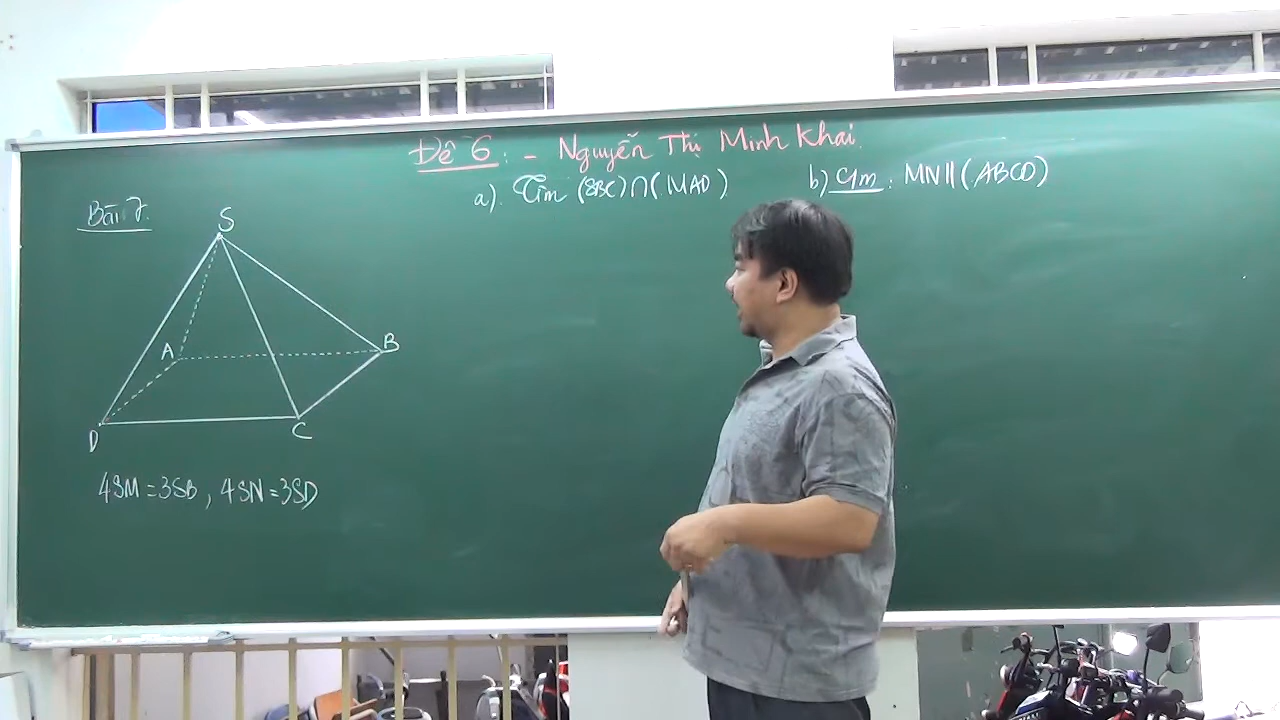 Đề 6 : - Nguyễn Thị Minh Khai.
a). Tìm (SBC)∩(MAD)
b) Cm : MN∥(ABCD)
Bài 7.
S
A
B
D
C
4SM = 3SB, 4SN = 3SD